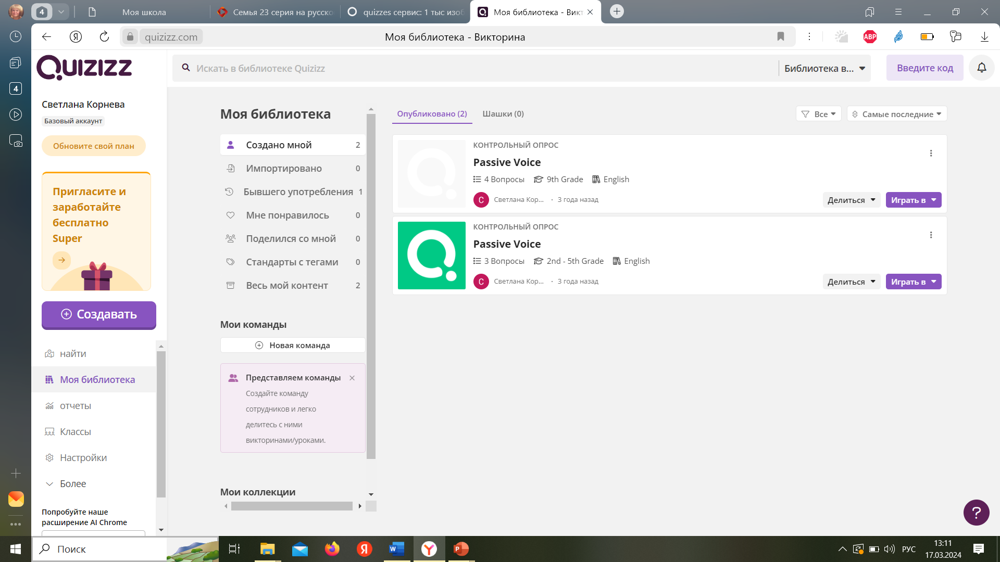 4
Моя школа
Семья 23 серия на русско
quizzes сервис: 1 тыс изоб
Моя библиотека - Викт
quizizz.com
Моя библиотека - Викторина
ABP
4
Quizizz
Искать в библиотеке Quizizz
Библиотека в...
Введите код
Светлана Корнева
Базовый аккаунт
Обновите свой план
Пригласите и
заработайте
бесплатно
Super
Создавать
найти
Моя библиотека
отчеты
Классы
Настройки
Более
Попробуйте наше
расширение AI Chrome
Моя библиотека
Создано мной 2
Импортировано 0
Бывшего употребления 1
Мне понравилось 0
Поделился со мной 0
Стандарты с тегами 0
Весь мой контент 2
Мои команды
Новая команда
Представляем команды
Создайте команду
сотрудников и легко
делитесь с ними
викторинами/уроками.
Мои коллекции
Опубликовано (2)
Шашки (0)
Все
Самые последние
КОНТРОЛЬНЫЙ ОПРОС
Passive Voice
4 Вопросы 9th Grade English
С Светлана Кор... · 3 года назад
Делиться
Играть в
КОНТРОЛЬНЫЙ ОПРОС
Passive Voice
3 Вопросы 2nd - 5th Grade English
С Светлана Кор... · 3 года назад
Делиться
Играть в
?
Поиск
РУС
13:11
17.03.2024